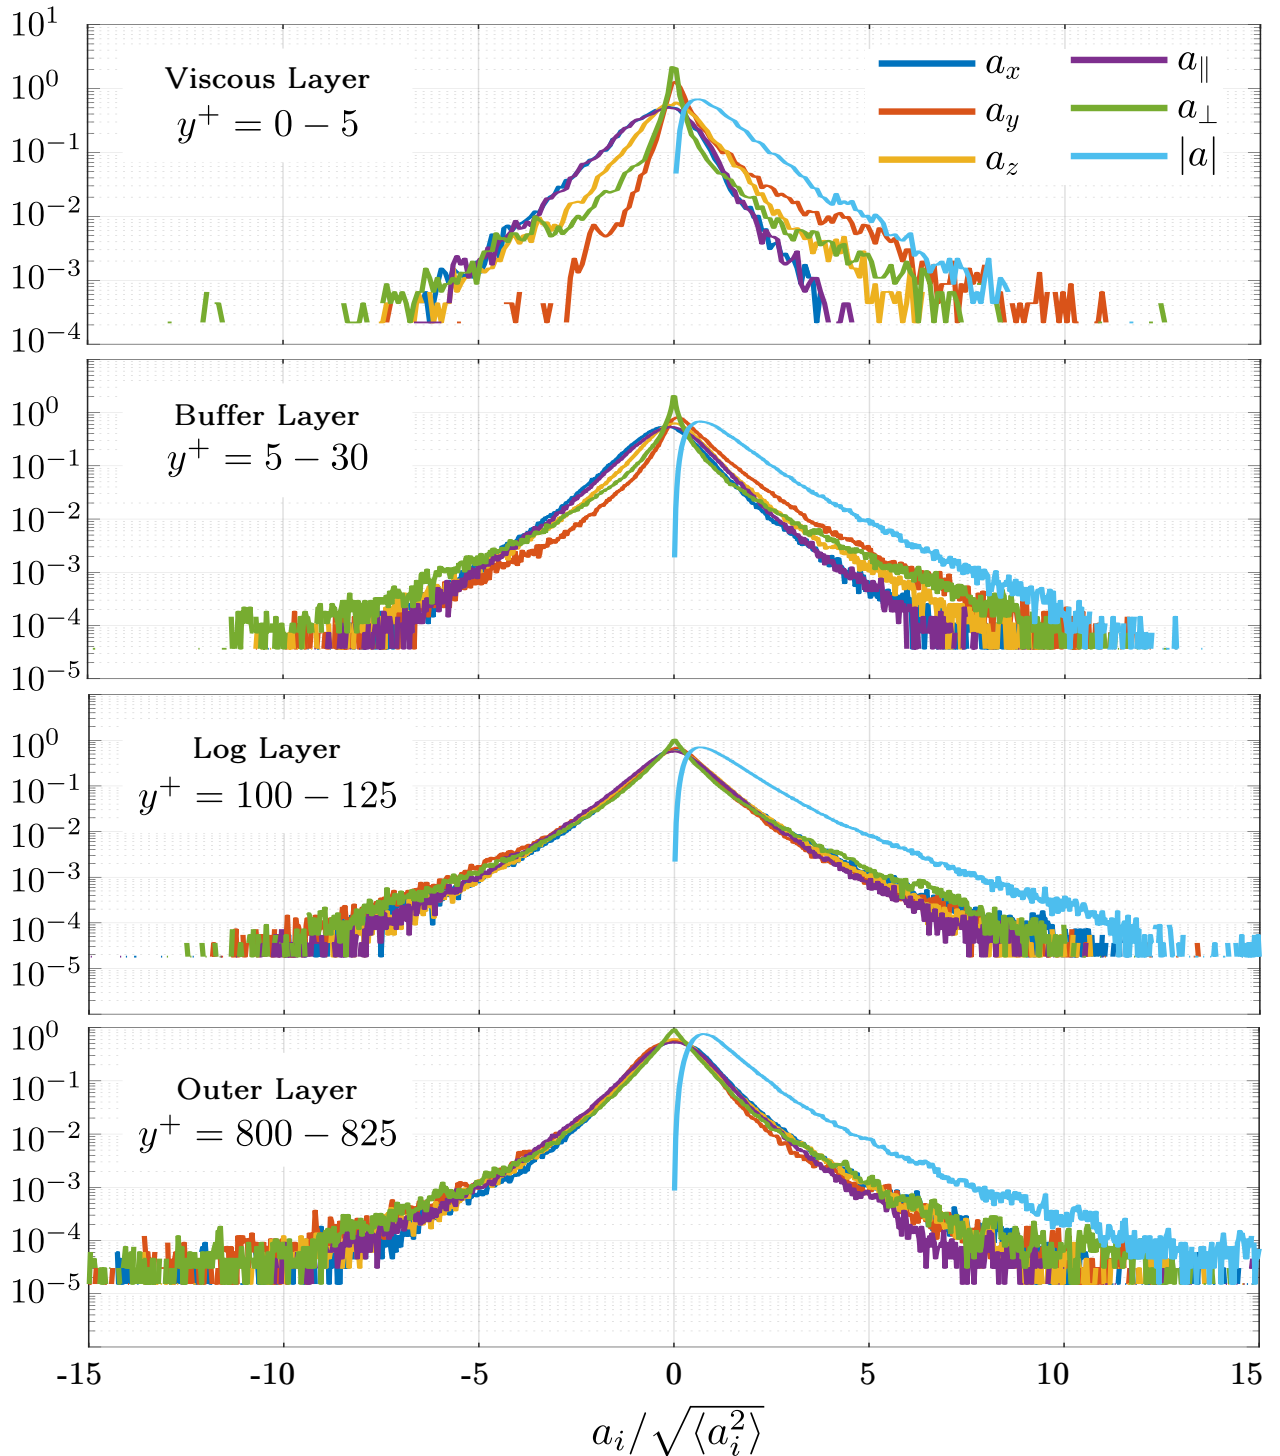 10^1
10^0
10^-1
10^-2
10^-3
10^-4
Viscous Layer
y^+ = 0 − 5
a_x
a_y
a_z
a_∥
a_⊥
|a|
10^0
10^-1
10^-2
10^-3
10^-4
10^-5
Buffer Layer
y^+ = 5 − 30
10^0
10^-1
10^-2
10^-3
10^-4
10^-5
Log Layer
y^+ = 100 − 125
10^0
10^-1
10^-2
10^-3
10^-4
10^-5
Outer Layer
y^+ = 800 − 825
-15 -10 -5 0 5 10 15
a_i/√⟨a_i^2⟩